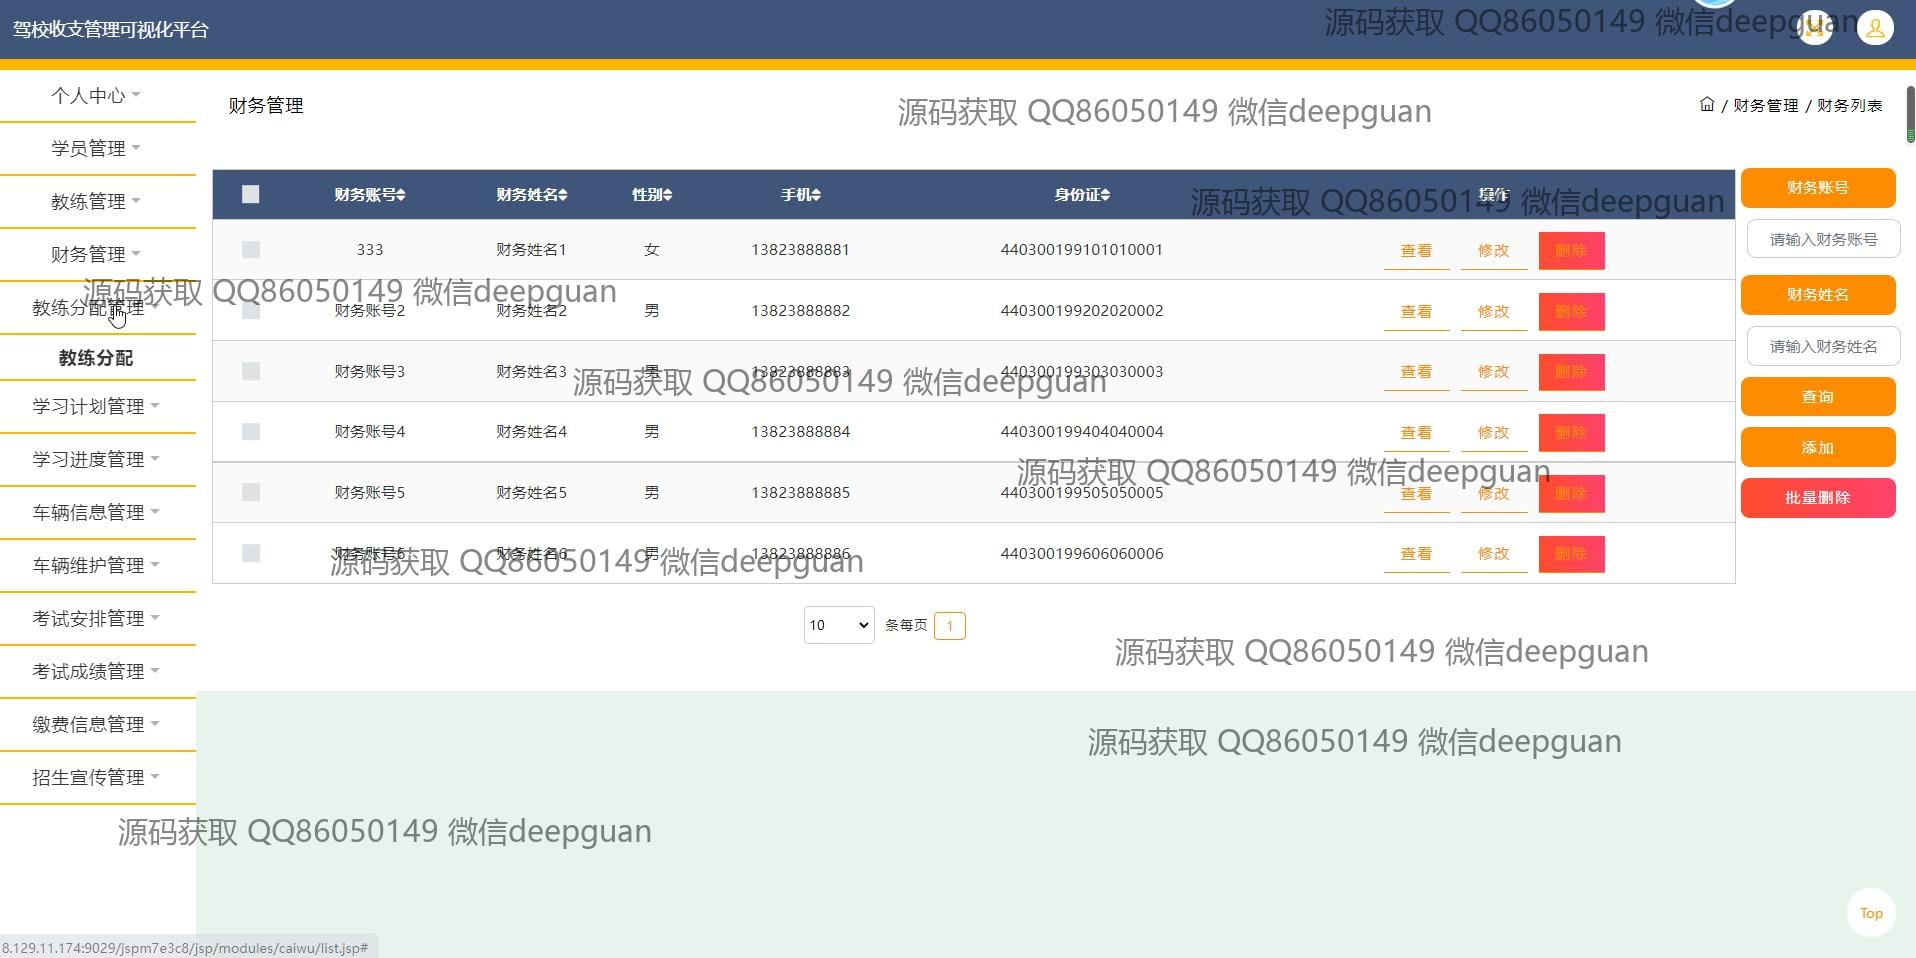 驾校收支管理可视化平台
源码获取 QQ86050149 微信deepguan
个人中心
学员管理
教练管理
财务管理
教练分配管理
教练分配
学习计划管理
学习进度管理
车辆信息管理
车辆维护管理
考试安排管理
考试成绩管理
缴费信息管理
招生宣传管理
财务管理
源码获取 QQ86050149 微信deepguan
/ 财务管理 / 财务列表
财务账号 财务姓名 性别 手机 身份证 操作
源码获取 QQ86050149 微信deepguan
333 财务姓名1 女 13823888881 440300199101010001 查看 修改 删除
源码获取 QQ86050149 微信deepguan
财务账号2 财务姓名2 男 13823888882 440300199202020002 查看 修改 删除
财务账号3 财务姓名3 男 13823888883 440300199303030003 查看 修改 删除
源码获取 QQ86050149 微信deepguan
财务账号4 财务姓名4 男 13823888884 440300199404040004 查看 修改 删除
源码获取 QQ86050149 微信deepguan
财务账号5 财务姓名5 男 13823888885 440300199505050005 查看 修改 删除
财务账号6 财务姓名6 男 13823888886 440300199606060006 查看 修改 删除
源码获取 QQ86050149 微信deepguan
10 条每页 1
财务账号
请输入财务账号
财务姓名
请输入财务姓名
查询
添加
批量删除
源码获取 QQ86050149 微信deepguan
源码获取 QQ86050149 微信deepguan
源码获取 QQ86050149 微信deepguan
Top
8.129.11.174:9029/jspm7e3c8/jsp/modules/caiwu/list.jsp#